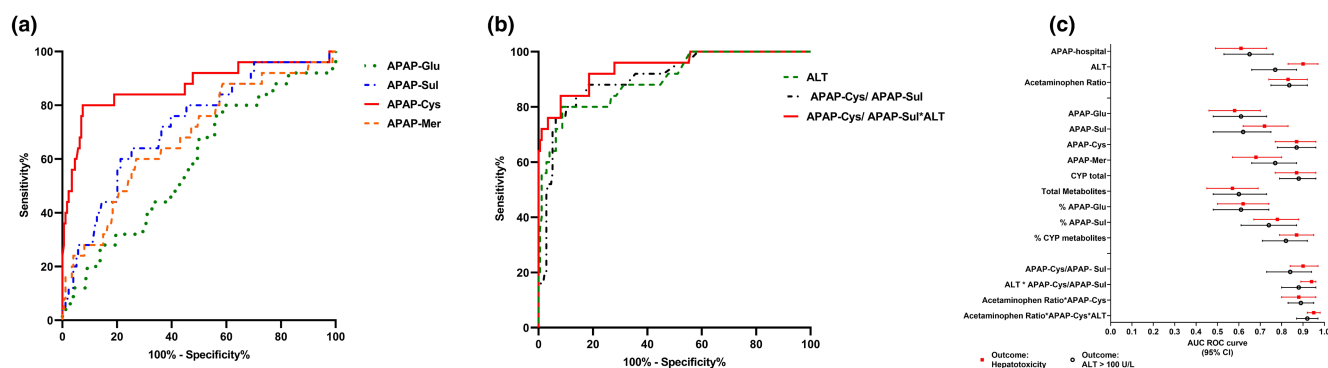 (a)
Sensitivity%
100
80
60
40
20
0
0 20 40 60 80 100
100% - Specificity%
APAP-Glu
APAP-Sul
APAP-Cys
APAP-Mer
(b)
Sensitivity%
100
80
60
40
20
0
0 20 40 60 80 100
100% - Specificity%
ALT
APAP-Cys/ APAP-Sul
APAP-Cys/ APAP-Sul*ALT
(c)
APAP-hospital
ALT
Acetaminophen Ratio
APAP-Glu
APAP-Sul
APAP-Cys
APAP-Mer
CYP total
Total Metabolites
% APAP-Glu
% APAP-Sul
% CYP metabolites
APAP-Cys/APAP- Sul
ALT * APAP-Cys/APAP-Sul
Acetaminophen Ratio*APAP-Cys
Acetaminophen Ratio*APAP-Cys*ALT
0.0 0.1 0.2 0.3 0.4 0.5 0.6 0.7 0.8 0.9 1.0
AUC ROC curve
(95% CI)
Outcome:
Hepatotoxicity
Outcome:
ALT > 100 U/L